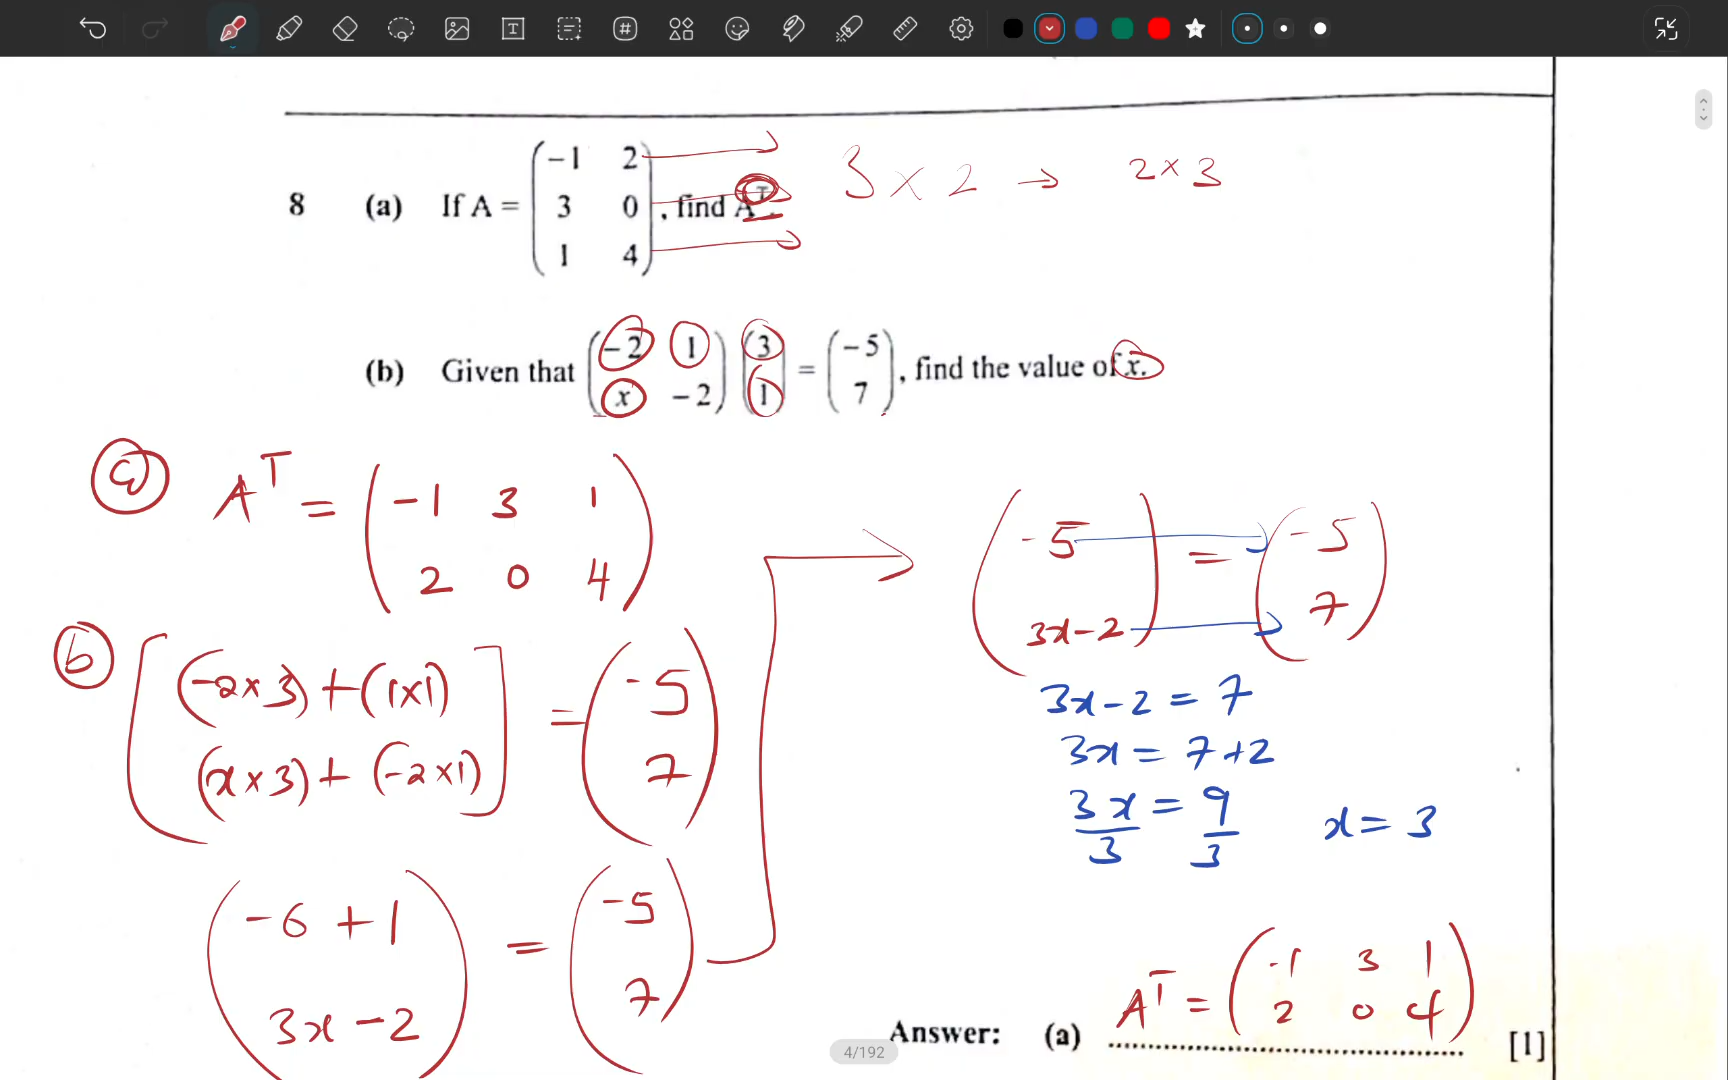 8 (a) If A = ( -1 2 ; 3 0 ; 1 4 ), find Aᵀ. 3 × 2 → 2 × 3
(b) Given that ( -2 1 ; x -2 ) ( 3 ; 1 ) = ( -5 ; 7 ), find the value of x.
a) Aᵀ = ( -1 3 1 ; 2 0 4 )
b) [ (-2×3)+(1×1) ; (x×3)+(-2×1) ] = ( -5 ; 7 )
( -6+1 ; 3x-2 ) = ( -5 ; 7 )
( -5 ; 3x-2 ) = ( -5 ; 7 )
3x-2 = 7
3x = 7+2
3x/3 = 9/3 x = 3
Answer: (a) Aᵀ = ( -1 3 1 ; 2 0 4 ) [1]
4/192